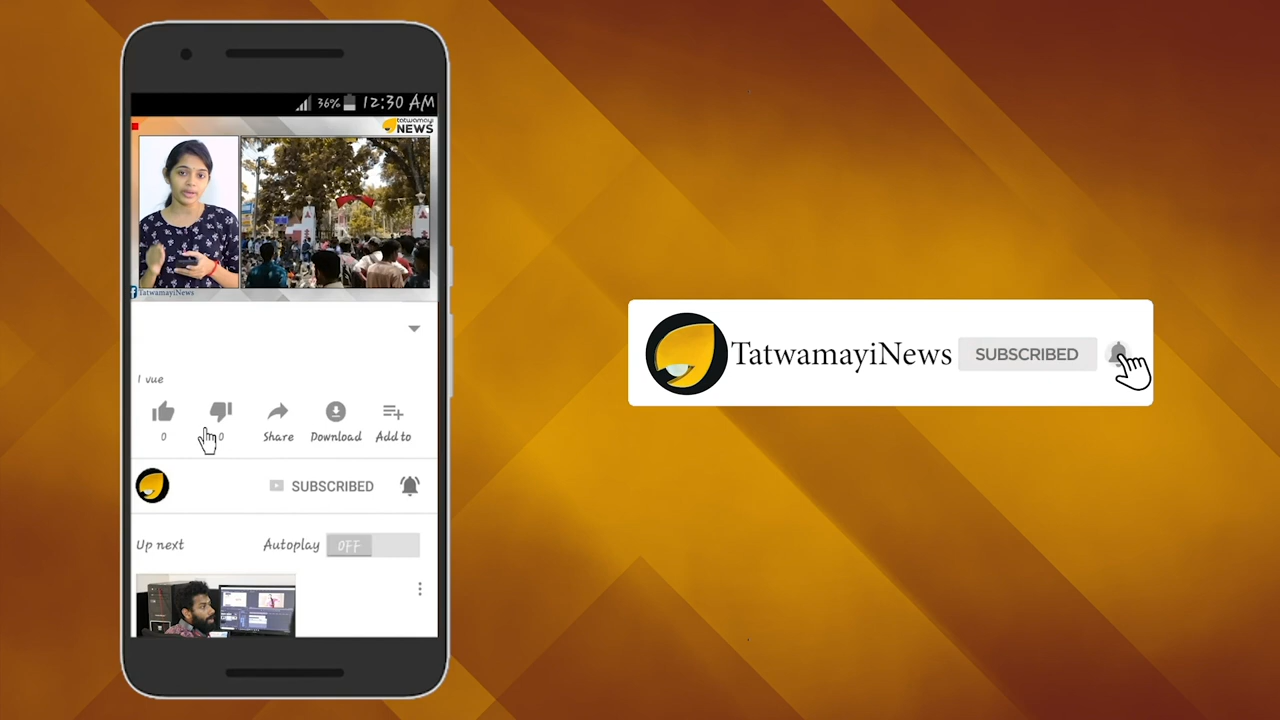 36% 12:30 AM
tatwamayi
NEWS
TatwamayiNews
1 vue
0 0 Share Download Add to
SUBSCRIBED
Up next Autoplay OFF
TatwamayiNews SUBSCRIBED